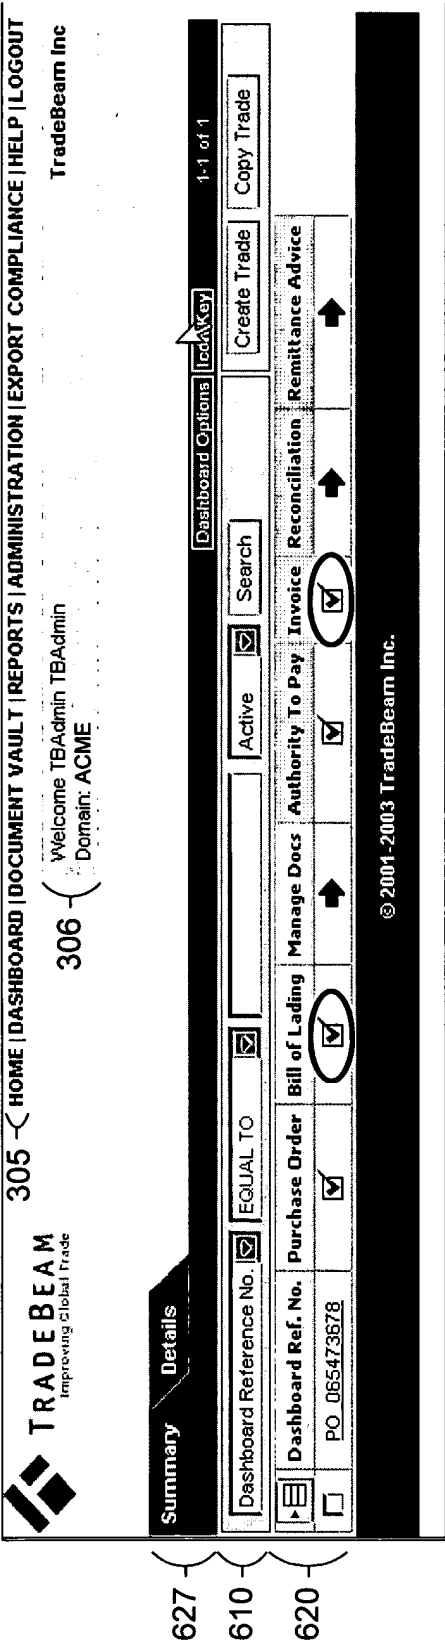 TRADEBEAM
Improving Global Trade
305 HOME | DASHBOARD | DOCUMENT VAULT | REPORTS | ADMINISTRATION | EXPORT COMPLIANCE | HELP | LOGOUT
306 Welcome TBAdmin TBAdmin TradeBeam Inc
Domain: ACME
627 Summary Details Dashboard Options Icon Key 1-1 of 1
610 Dashboard Reference No. EQUAL TO Active Search Create Trade Copy Trade
620 Dashboard Ref. No. Purchase Order Bill of Lading Manage Docs Authority To Pay Invoice Reconciliation Remittance Advice
PO_065473678
© 2001-2003 TradeBeam Inc.